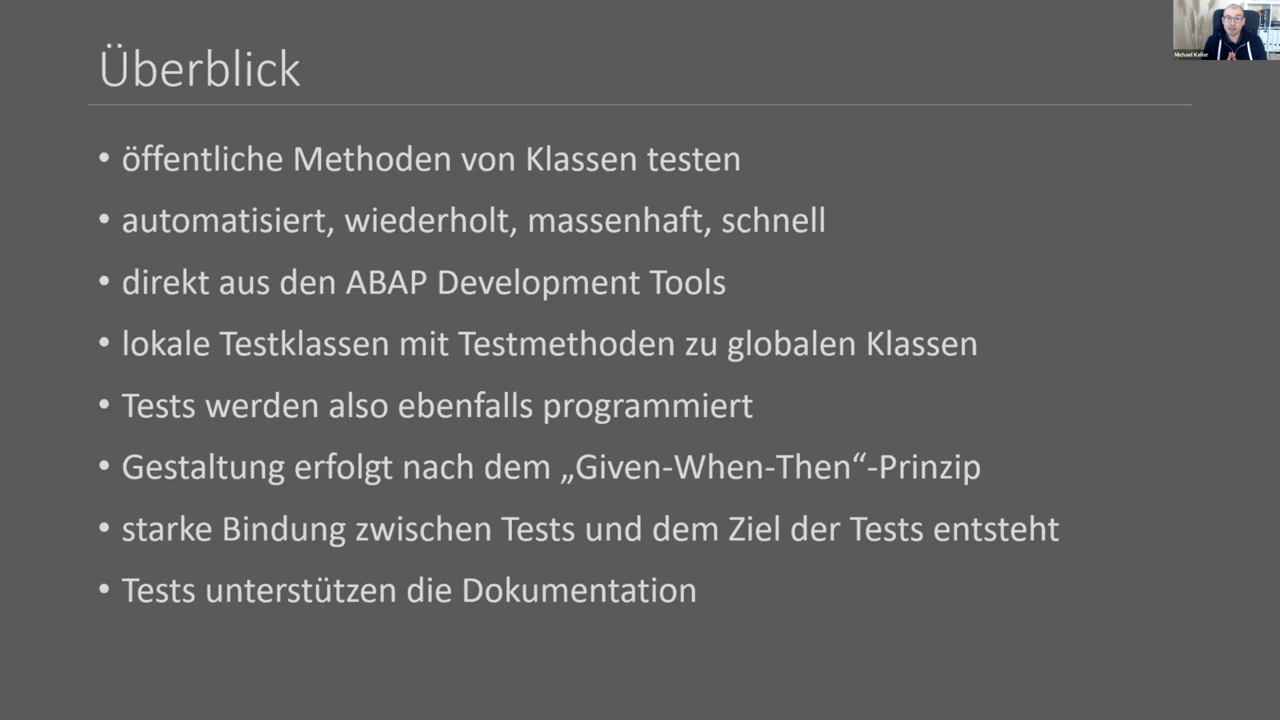 Überblick
• öffentliche Methoden von Klassen testen
• automatisiert, wiederholt, massenhaft, schnell
• direkt aus den ABAP Development Tools
• lokale Testklassen mit Testmethoden zu globalen Klassen
• Tests werden also ebenfalls programmiert
• Gestaltung erfolgt nach dem „Given-When-Then“-Prinzip
• starke Bindung zwischen Tests und dem Ziel der Tests entsteht
• Tests unterstützen die Dokumentation
Michael Keller